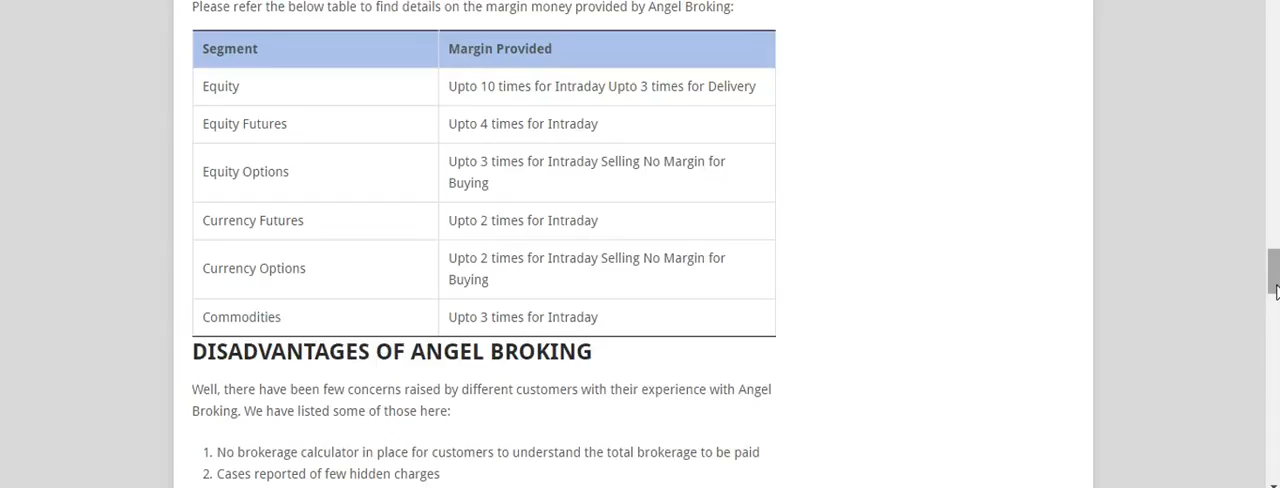 Please refer the below table to find details on the margin money provided by Angel Broking:
Segment Margin Provided
Equity Upto 10 times for Intraday Upto 3 times for Delivery
Equity Futures Upto 4 times for Intraday
Equity Options Upto 3 times for Intraday Selling No Margin for
Buying
Currency Futures Upto 2 times for Intraday
Currency Options Upto 2 times for Intraday Selling No Margin for
Buying
Commodities Upto 3 times for Intraday
DISADVANTAGES OF ANGEL BROKING
Well, there have been few concerns raised by different customers with their experience with Angel
Broking. We have listed some of those here:
1. No brokerage calculator in place for customers to understand the total brokerage to be paid
2. Cases reported of few hidden charges